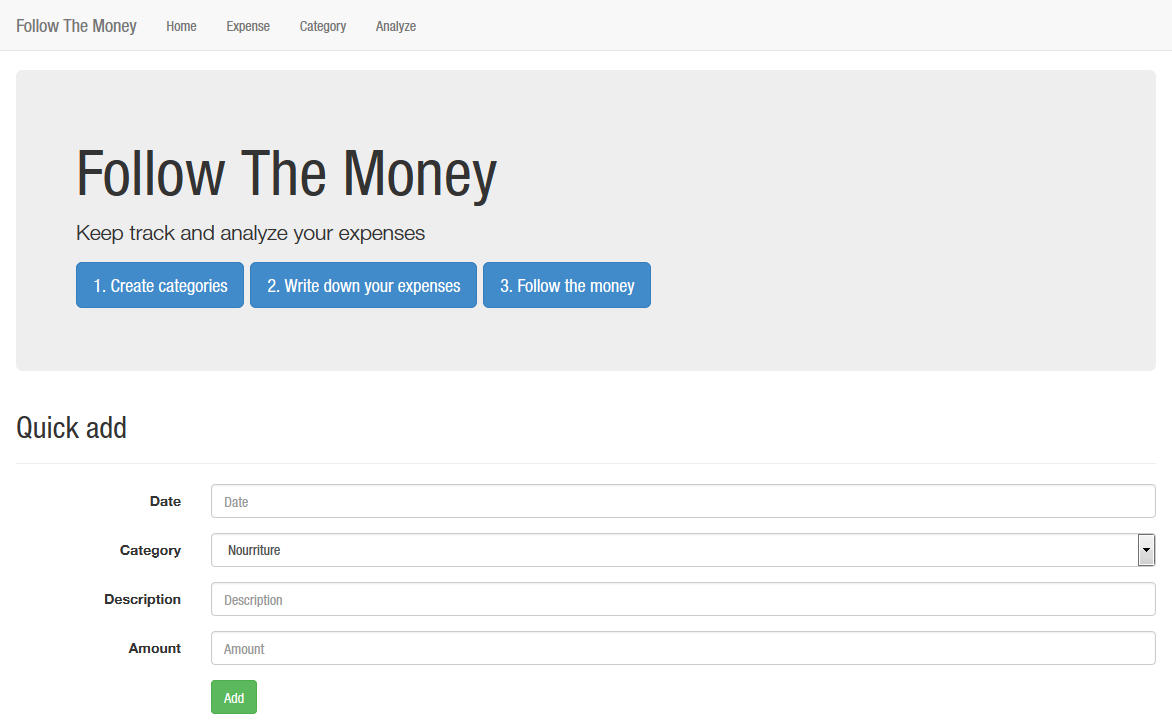 Follow The Money Home Expense Category Analyze
Follow The Money
Keep track and analyze your expenses
1. Create categories 2. Write down your expenses 3. Follow the money
Quick add
Date Date
Category Nourriture
Description Description
Amount Amount
Add